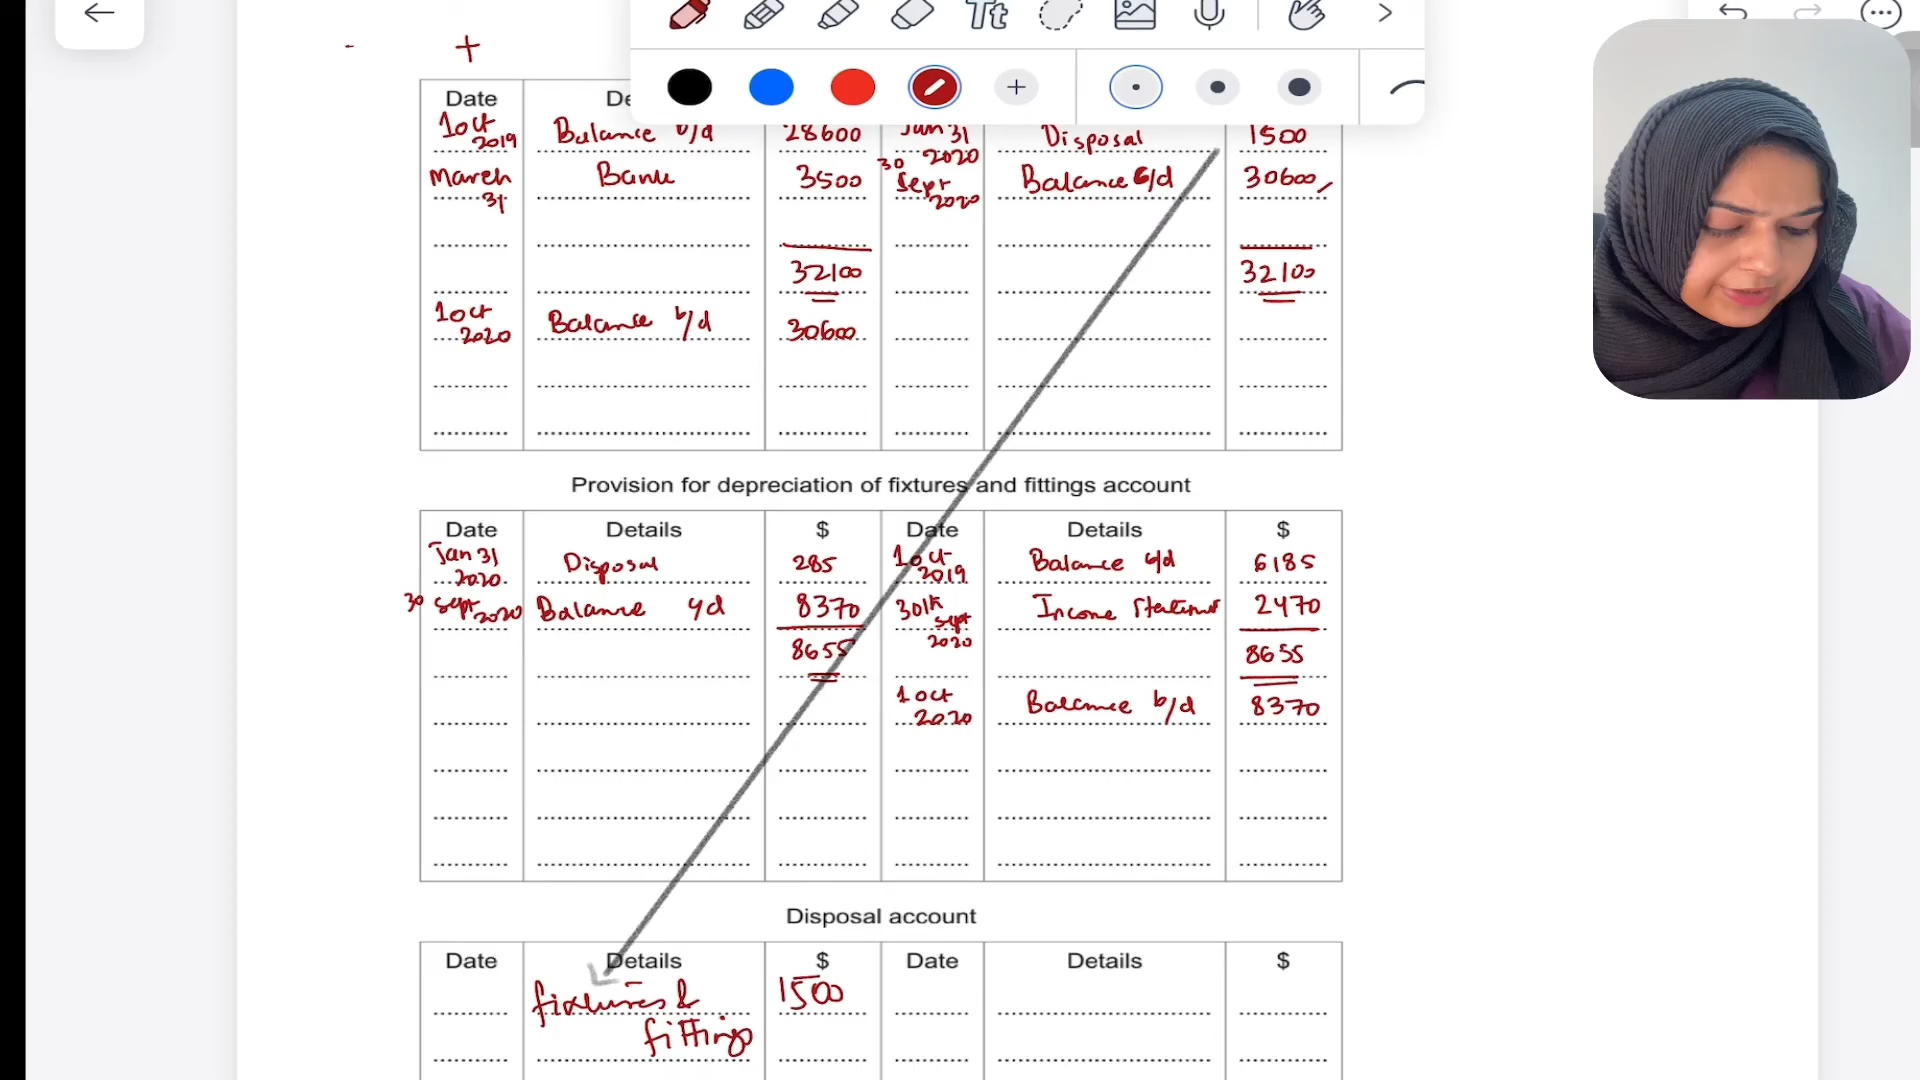 Tt
- +
Date De
1 oct 2019 Balance b/d 28600 Jan 31 2020 Disposal 1500
March 31 Bank 3500 30 Sept 2020 Balance c/d 30600
32100 32100
1 oct 2020 Balance b/d 30600
Provision for depreciation of fixtures and fittings account
Date Details $ Date Details $
Jan 31 2020 Disposal 285 1 oct 2019 Balance 6185
30 sept 2020 Balance 8370 30th sept 2020 Income 2470
8655 8655
1 oct 2020 Balance b/d 8370
Disposal account
Date Details $ Date Details $
fixtures & 1500
fittings